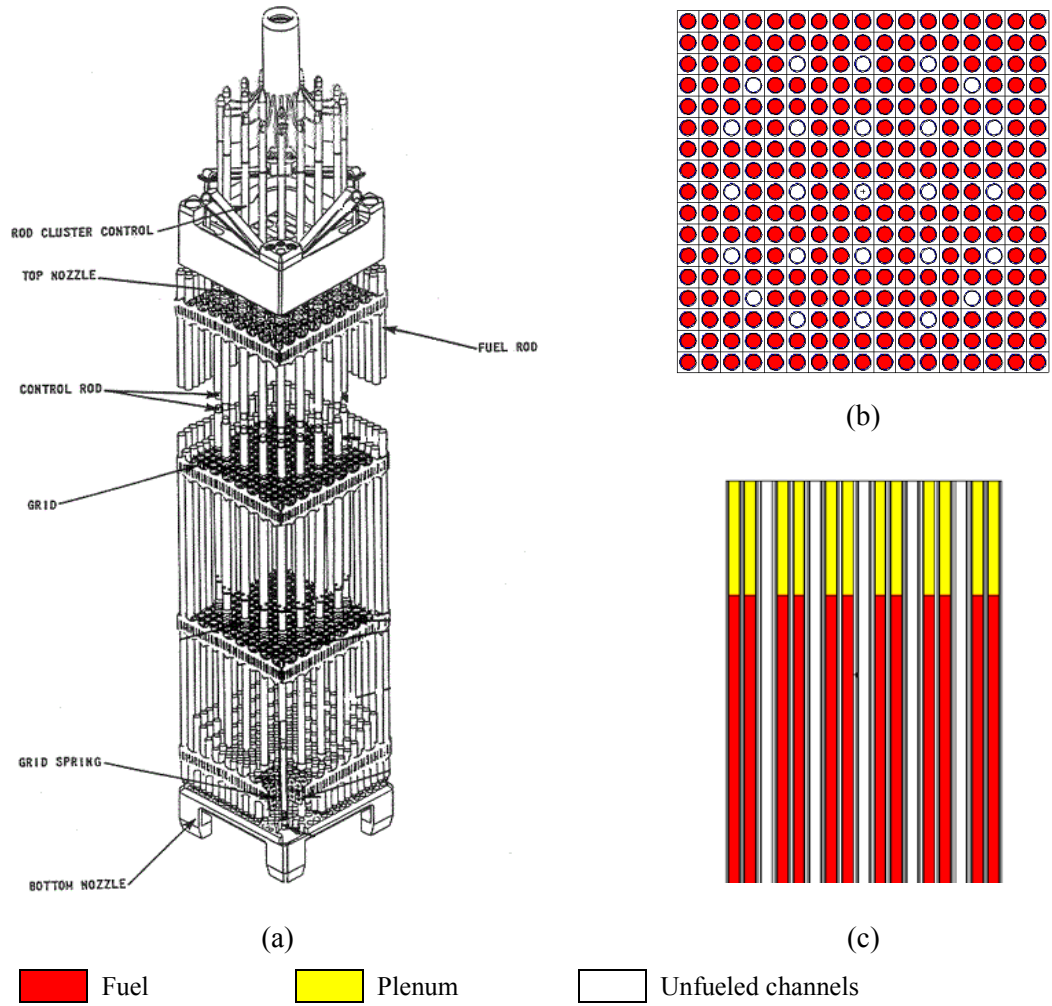 ROD CLUSTER CONTROL
TOP NOZZLE
FUEL ROD
CONTROL ROD
GRID
GRID SPRING
BOTTOM NOZZLE
(a)
(b)
(c)
Fuel
Plenum
Unfueled channels